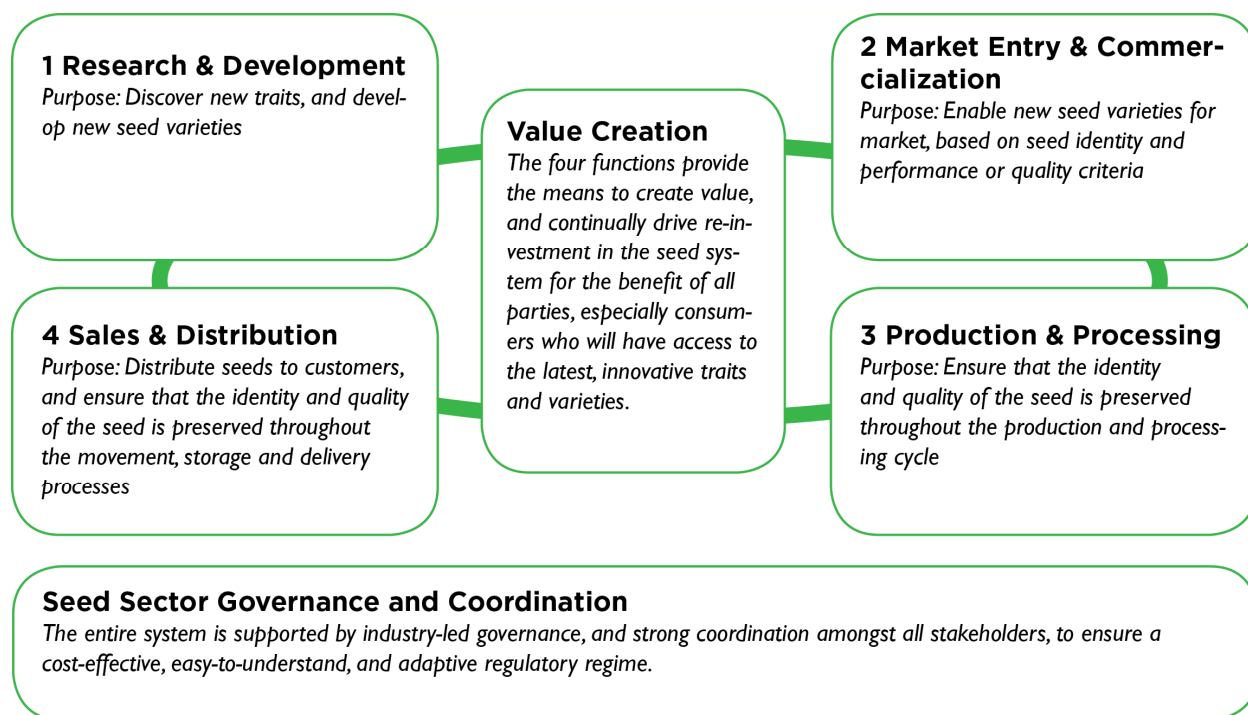 1 Research & Development
Purpose: Discover new traits, and devel-
op new seed varieties
2 Market Entry & Commer-
cialization
Purpose: Enable new seed varieties for
market, based on seed identity and
performance or quality criteria
Value Creation
The four functions provide
the means to create value,
and continually drive re-in-
vestment in the seed sys-
tem for the benefit of all
parties, especially consum-
ers who will have access to
the latest, innovative traits
and varieties.
4 Sales & Distribution
Purpose: Distribute seeds to customers,
and ensure that the identity and quality
of the seed is preserved throughout
the movement, storage and delivery
processes
3 Production & Processing
Purpose: Ensure that the identity
and quality of the seed is preserved
throughout the production and process-
ing cycle
Seed Sector Governance and Coordination
The entire system is supported by industry-led governance, and strong coordination amongst all stakeholders, to ensure a
cost-effective, easy-to-understand, and adaptive regulatory regime.